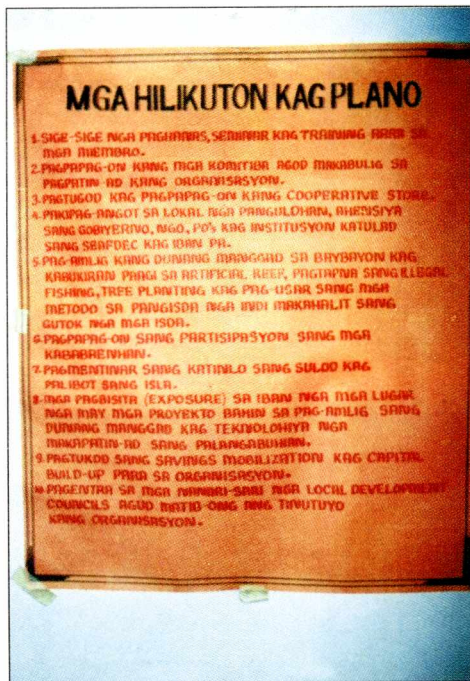 MGA HILIKUTON KAG PLANO
1. SIGE-SIGE NGA PAGHANAS, SEMINAR KAG TRAINING PARA SA
MGA MIEMBRO.
2. PAGPAPAG-ON KANG MGA KOMITIBA AGOD MAKABULIG SA
PAGPATIN-AD KANG ORGANISASYON.
3. PAGTUGOD KAG PAGPAPAG-ON KANG COOPERATIVE STORE.
4. PAKIPAG-ANGOT SA LOKAL NGA PANGULOHAN, AHENSIYA
SANG GOBIYERNO, NGO, PO's KAG INSTITUSYON KATULAD
SANG SEAFDEC KAG IBAN PA.
5. PAG-AMLIG KANG DUNANG MANGGAD SA BAYBAYON KAG
KABUKIRAN PAAGI SA ARTIFICIAL REEF, PAGTAPNA SANG ILLEGAL
FISHING, TREE PLANTING KAG PAG-USAR SANG MGA
METODO SA PANGISDA NGA INDI MAKAHALIT SANG
GUTOK NGA MGA ISDA.
6. PAGPAPAG-ON SANG PARTISIPASYON SANG MGA
KABABAENHAN.
7. PAGMENTINAR SANG KATINLO SANG SULOD KAG
PALIBOT SANG ISLA.
8. MGA PAGBISITA (EXPOSURE) SA IBAN NGA MGA LUGAR
NGA MAY MGA PROYEKTO BAHIN SA PAG-AMLIG SANG
DUNANG MANGGAD KAG TEKNOLOHIYA NGA
MAKAPATIN-AD SANG PALANGABUHAN.
9. PAGTUKOD SANG SAVINGS MOBILIZATION KAG CAPITAL
BUILD-UP PARA SA ORGANISASYON.
10. PAGENTRA SA MGA NANARI-SARI NGA LOCAL DEVELOPMENT
COUNCILS AGUD MATIB-ONG ANG TINUTUYO
KANG ORGANISASYON.